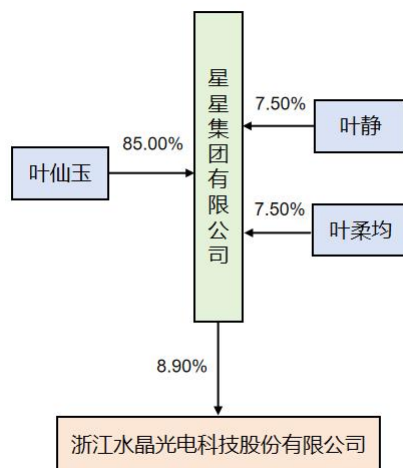 星星集团有限公司
7.50%
叶静
85.00%
叶仙玉
7.50%
叶柔均
8.90%
浙江水晶光电科技股份有限公司